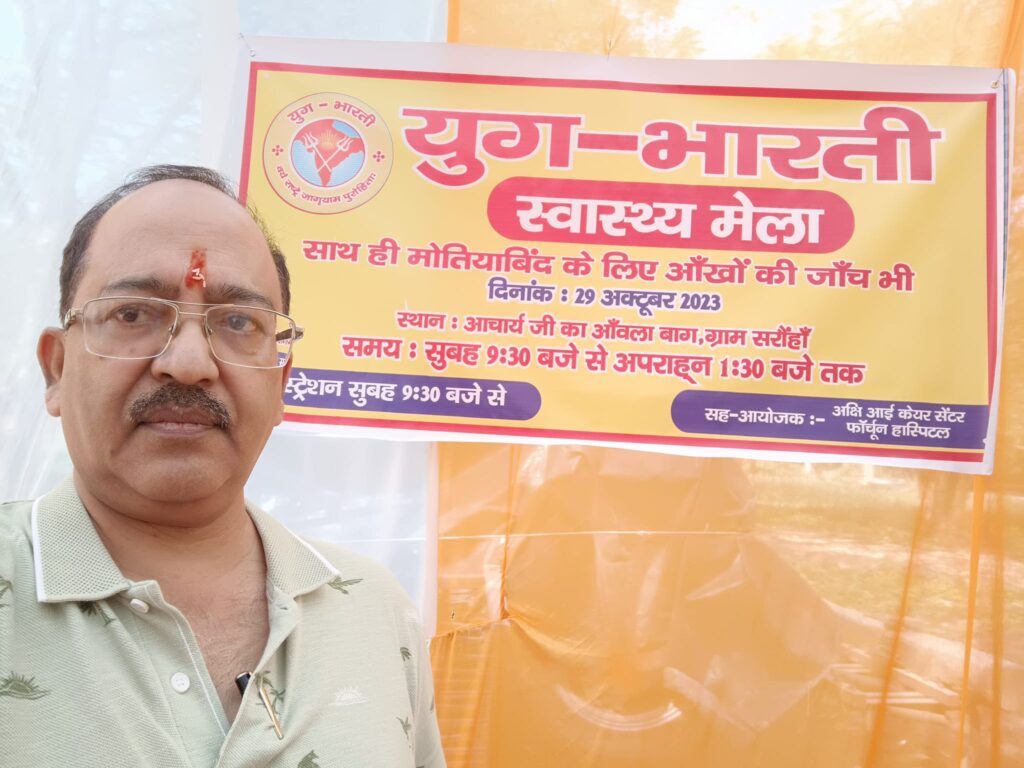 युग - भारती
वयं राष्ट्रे जागृयाम पुरोहिताः
युग-भारती
स्वास्थ्य मेला
साथ ही मोतियाबिंद के लिए आँखों की जाँच भी
दिनांक : 29 अक्टूबर 2023
स्थान : आचार्य जी का आँवला बाग,ग्राम सरौंहाँ
समय : सुबह 9:30 बजे से अपराह्न 1:30 बजे तक
सुबह 9:30 बजे से
सह-आयोजक :- अक्षि आई केयर सेंटर
फॉर्चून हास्पिटल